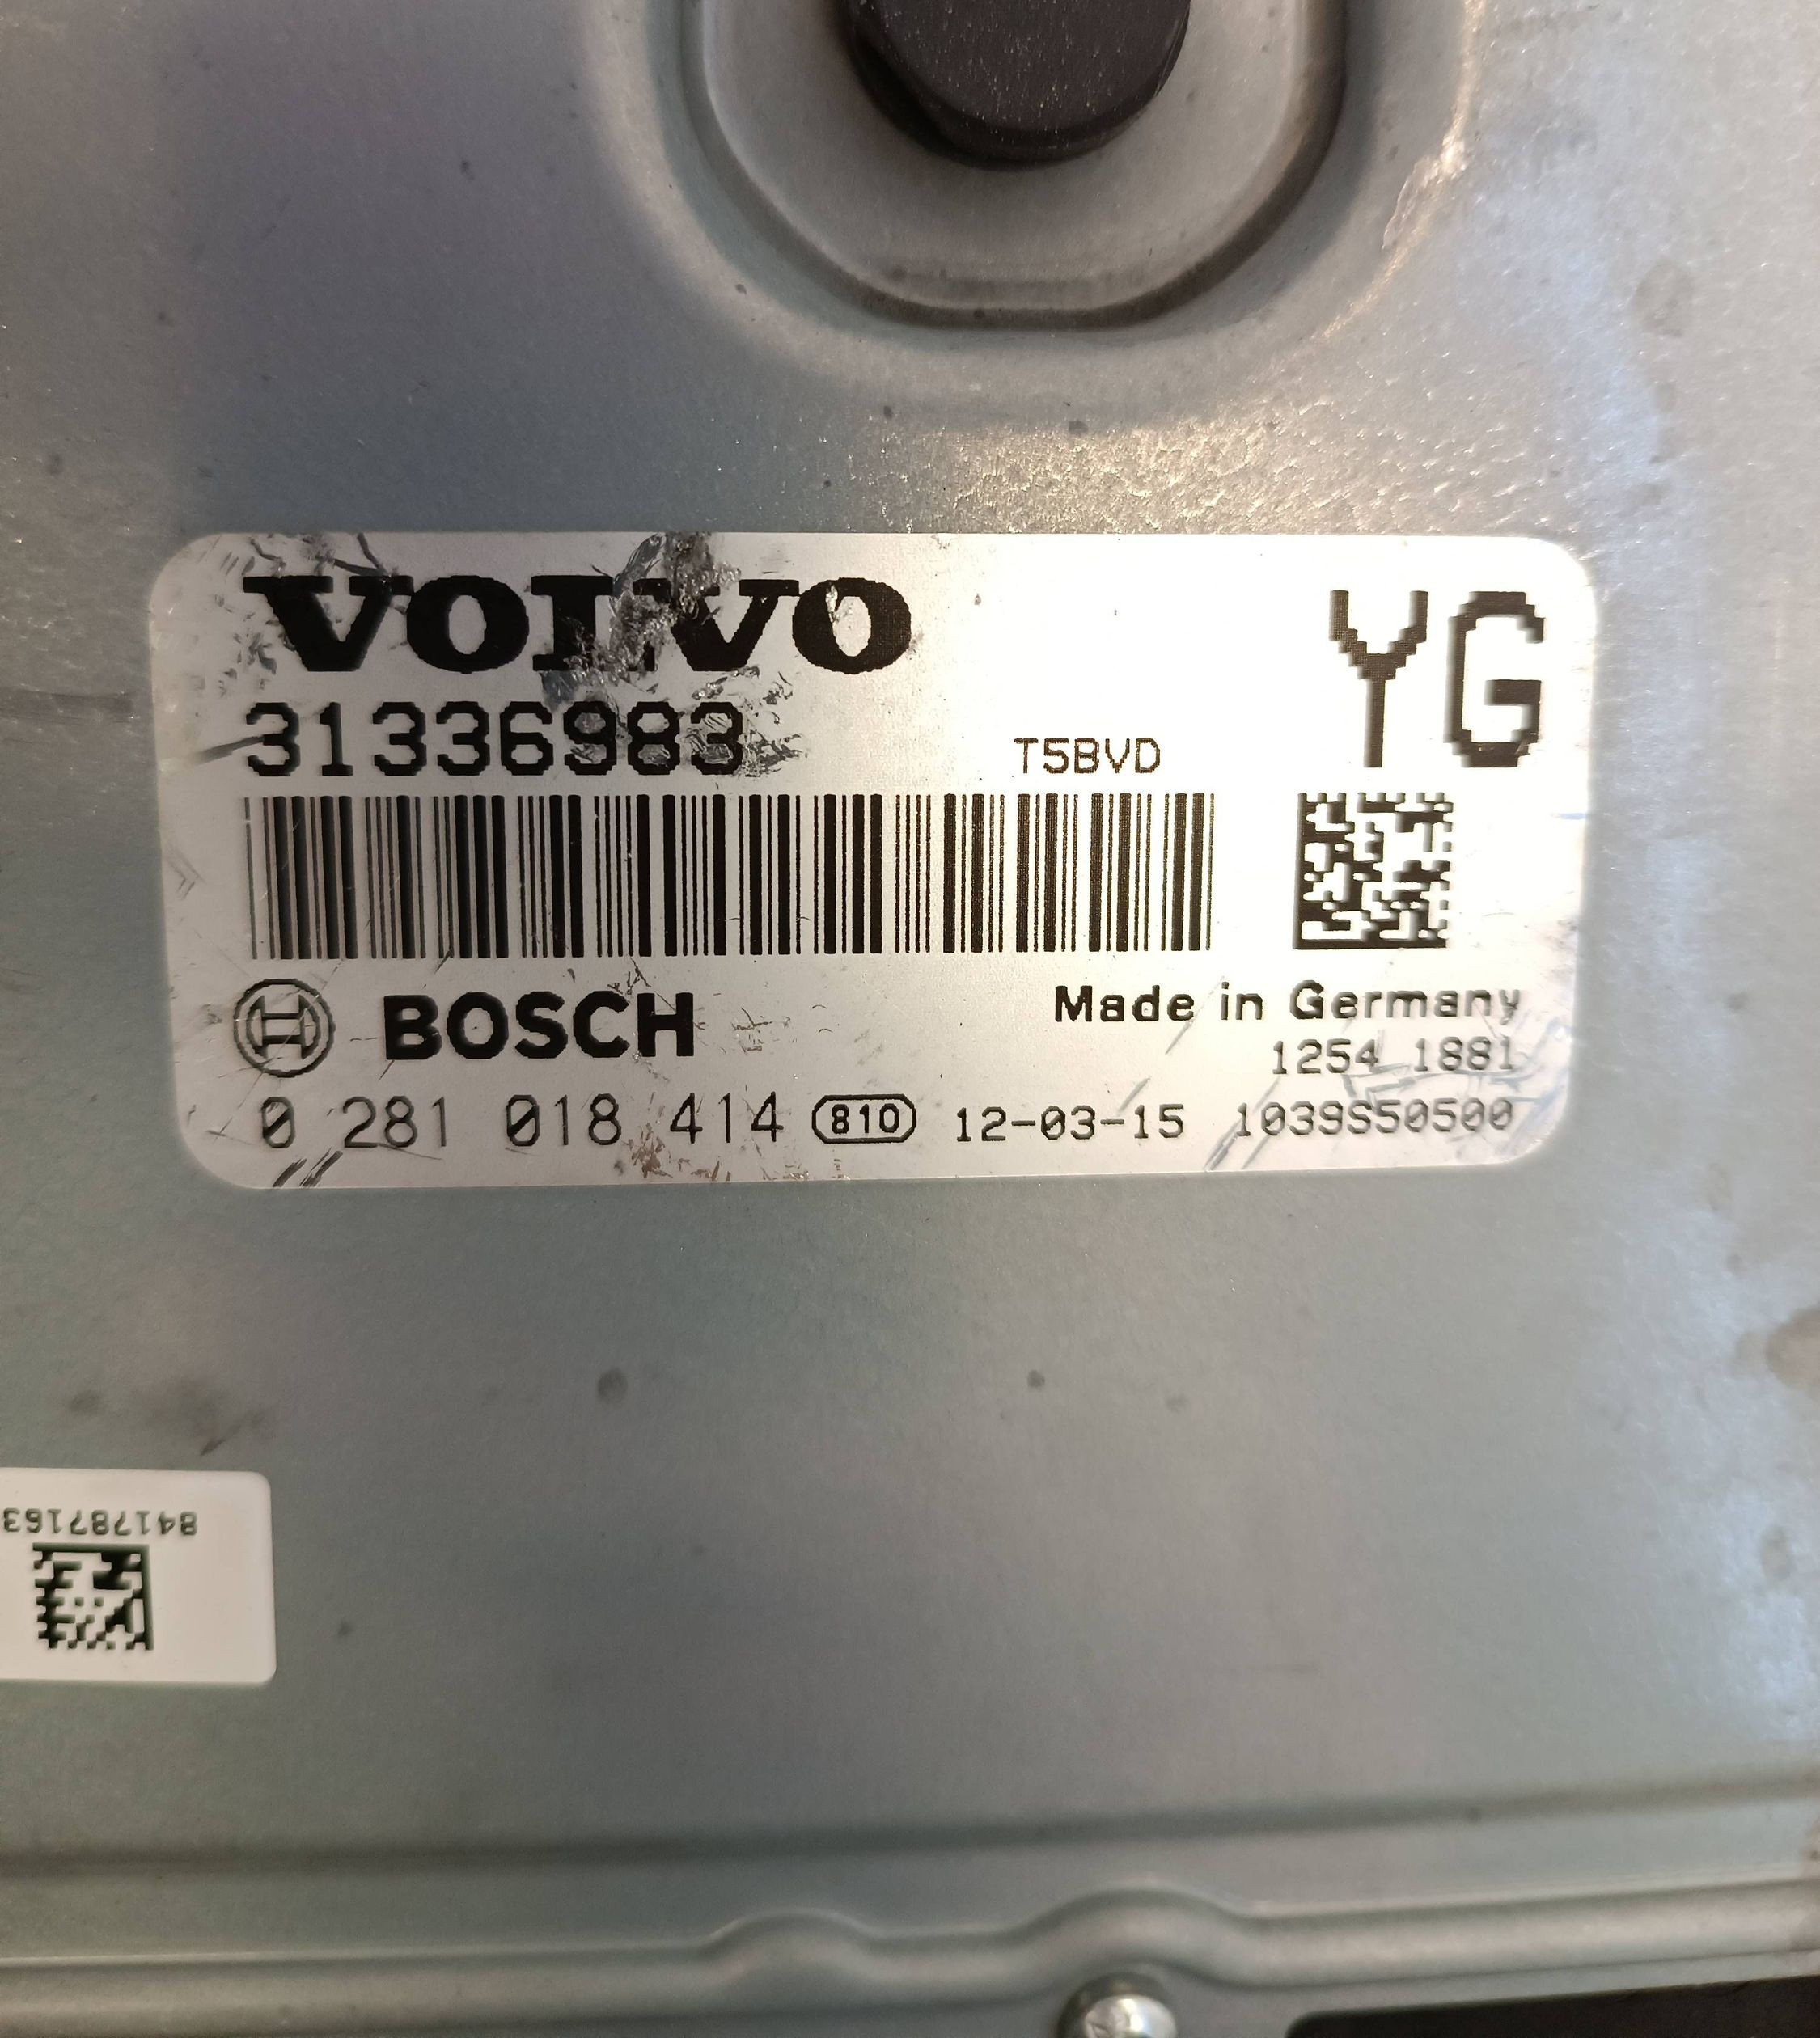 VOLVO
YG
31336983
T5BVD
BOSCH
Made in Germany
1254 1881
0 281 018 414 810 12-03-15 1039S50500
8417871163